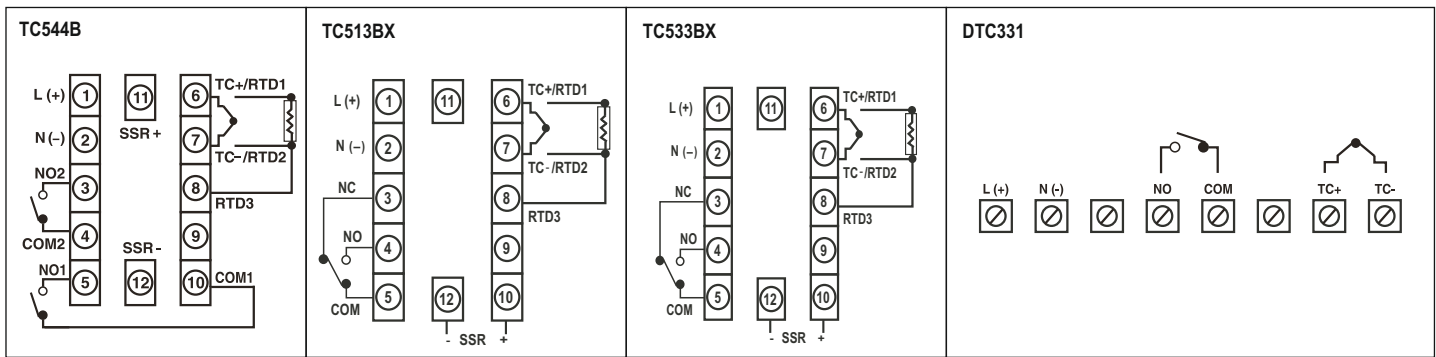 TC544B
L (+)
1
11
6
TC+/RTD1
N (–)
2
SSR +
7
TC–/RTD2
NO2
3
8
RTD3
COM2
4
SSR -
9
NO1
5
12
10
COM1
TC513BX
L (+)
1
11
6
TC+/RTD1
N (–)
2
7
TC-/RTD2
NC
3
8
RTD3
NO
4
9
COM
5
12
10
- SSR +
TC533BX
L (+)
1
11
6
TC+/RTD1
N (–)
2
7
TC-/RTD2
NC
3
8
RTD3
NO
4
9
COM
5
12
10
- SSR +
DTC331
L (+) N (-) NO COM TC+ TC-